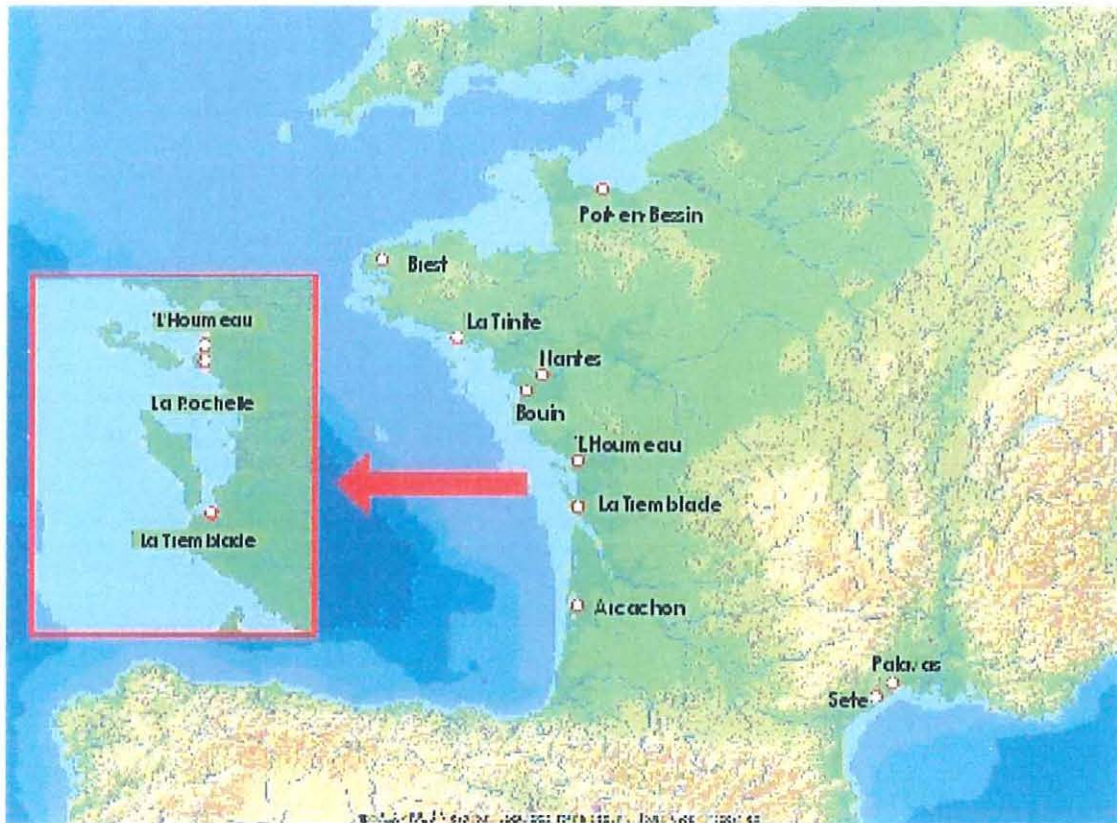 Port-en-Bessin
Brest
'L'Houmeau
La Trinite
Nantes
La Rochelle
Bouin
'L'Houmeau
La Tremblade
La Tremblade
Arcachon
Palavas
Sete